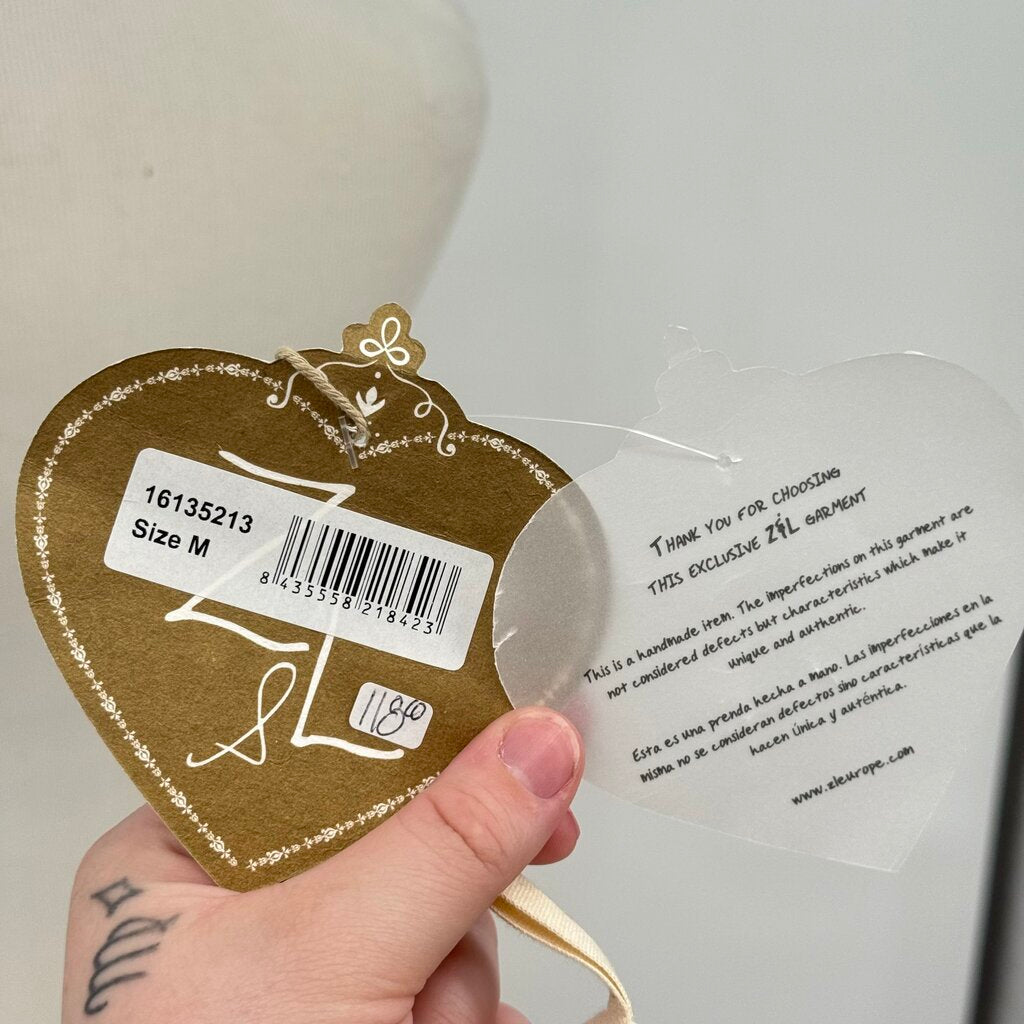 16135213
Size M
8 435558 218423
Z
& L
118⁰⁰
THANK YOU FOR CHOOSING
THIS EXCLUSIVE Z&L GARMENT
This is a handmade item. The imperfections on this garment are
not considered defects but characteristics which make it
unique and authentic.
Esta es una prenda hecha a mano. Las imperfecciones en la
misma no se consideran defectos sino características que la
hacen única y auténtica.
www.zleurope.com